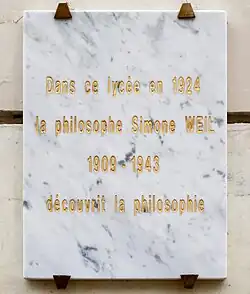 Dans ce lycée en 1924
la philosophe Simone WEIL
1909 - 1943
découvrit la philosophie